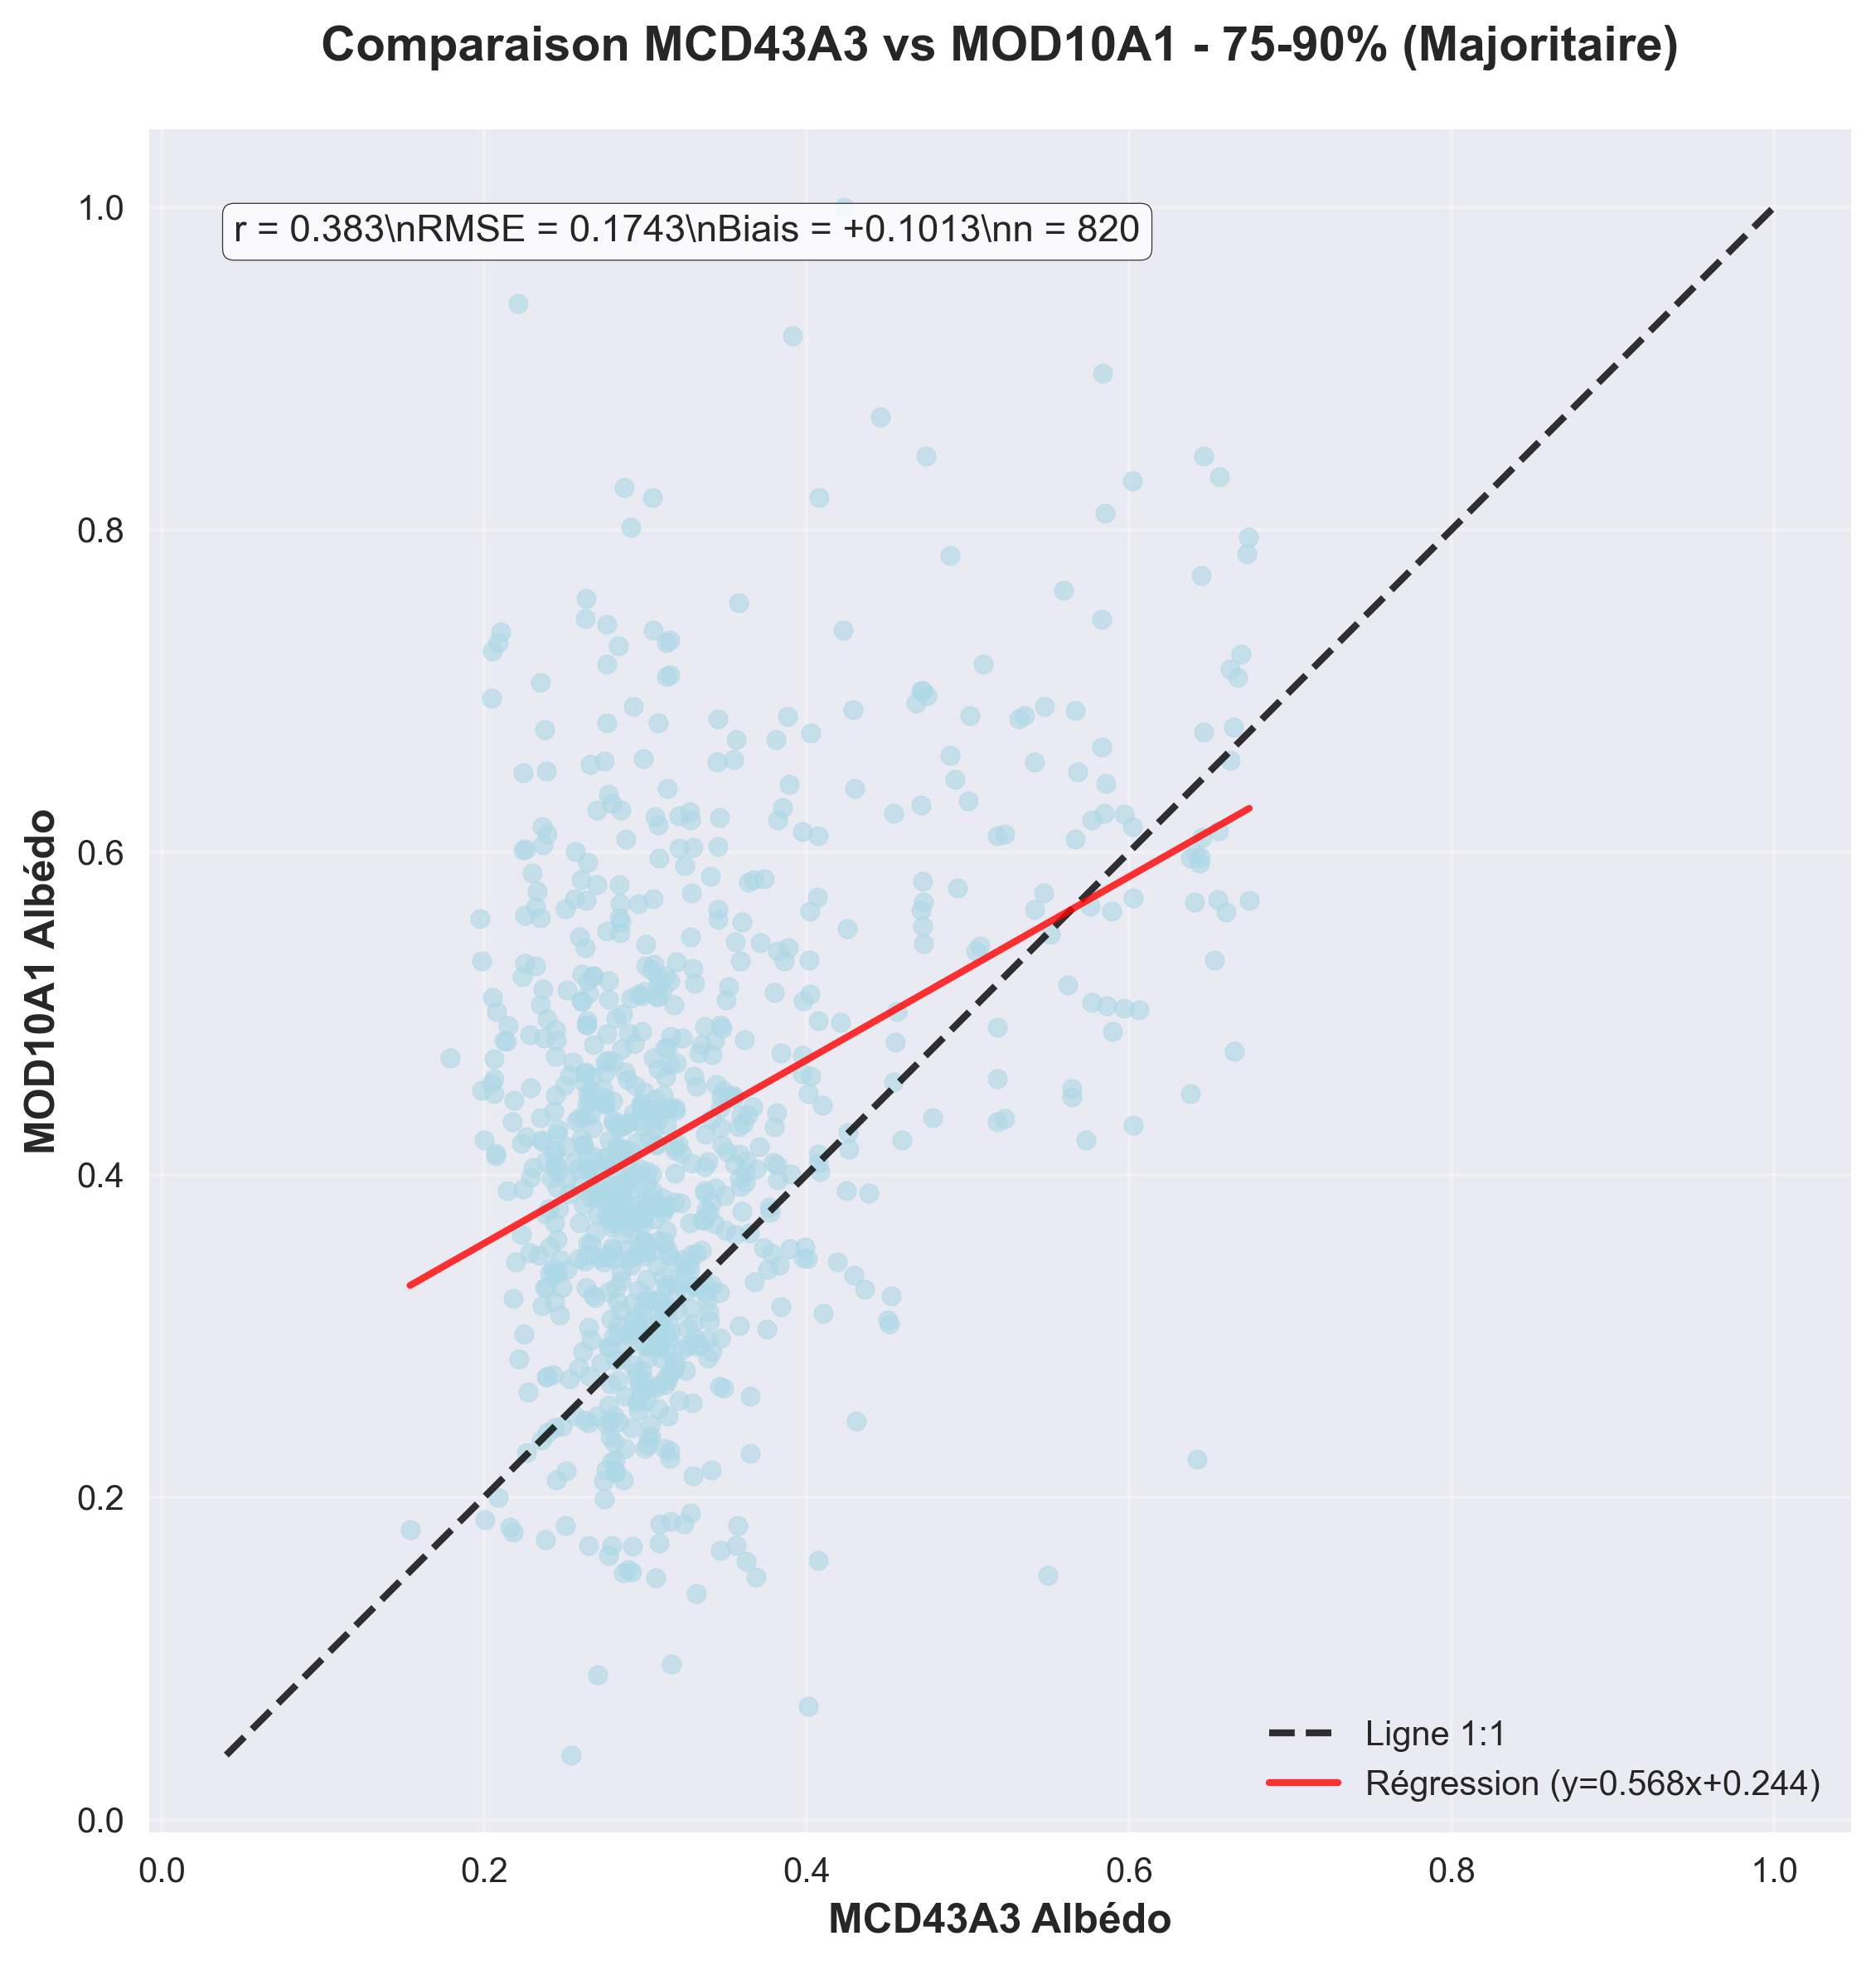 Comparaison MCD43A3 vs MOD10A1 - 75-90% (Majoritaire)
r = 0.383\nRMSE = 0.1743\nBiais = +0.1013\nn = 820
1.0
0.8
0.6
0.4
0.2
0.0
MOD10A1 Albédo
Ligne 1:1
Régression (y=0.568x+0.244)
0.0 0.2 0.4 0.6 0.8 1.0
MCD43A3 Albédo